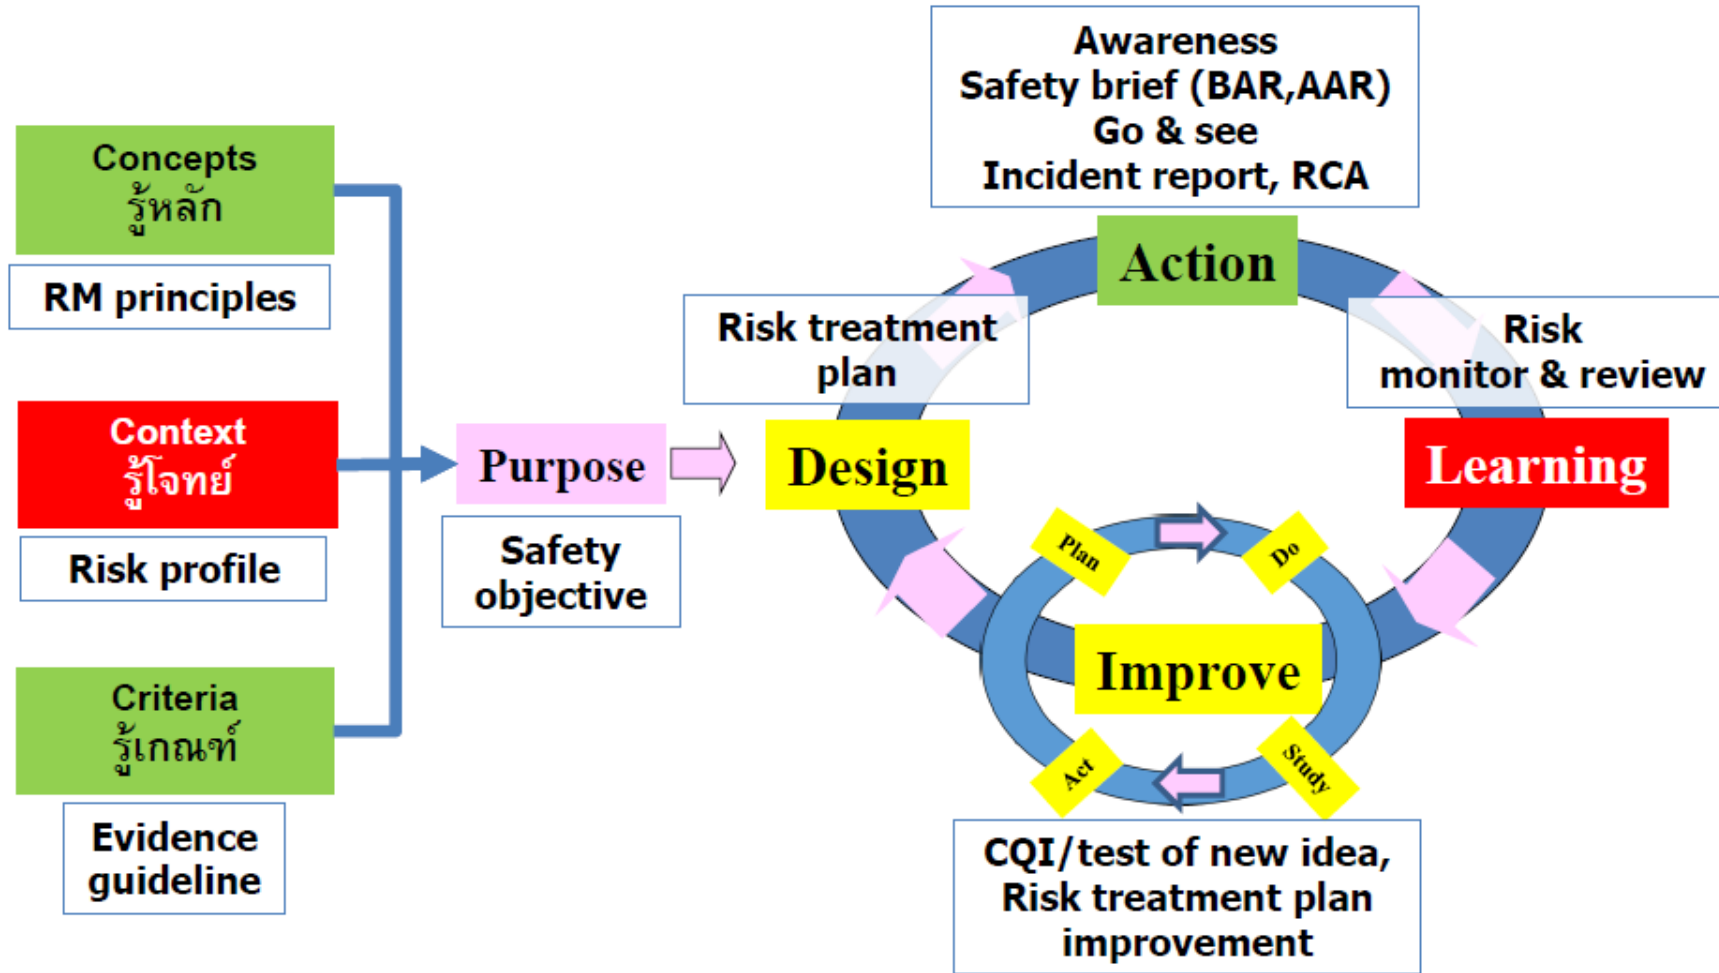 Concepts
รู้หลัก
RM principles
Context
รู้โจทย์
Risk profile
Criteria
รู้เกณฑ์
Evidence
guideline
Purpose
Safety
objective
Awareness
Safety brief (BAR,AAR)
Go & see
Incident report, RCA
Action
Risk treatment
plan
Design
Risk
monitor & review
Learning
Plan
Do
Improve
Act
Study
CQI/test of new idea,
Risk treatment plan
improvement